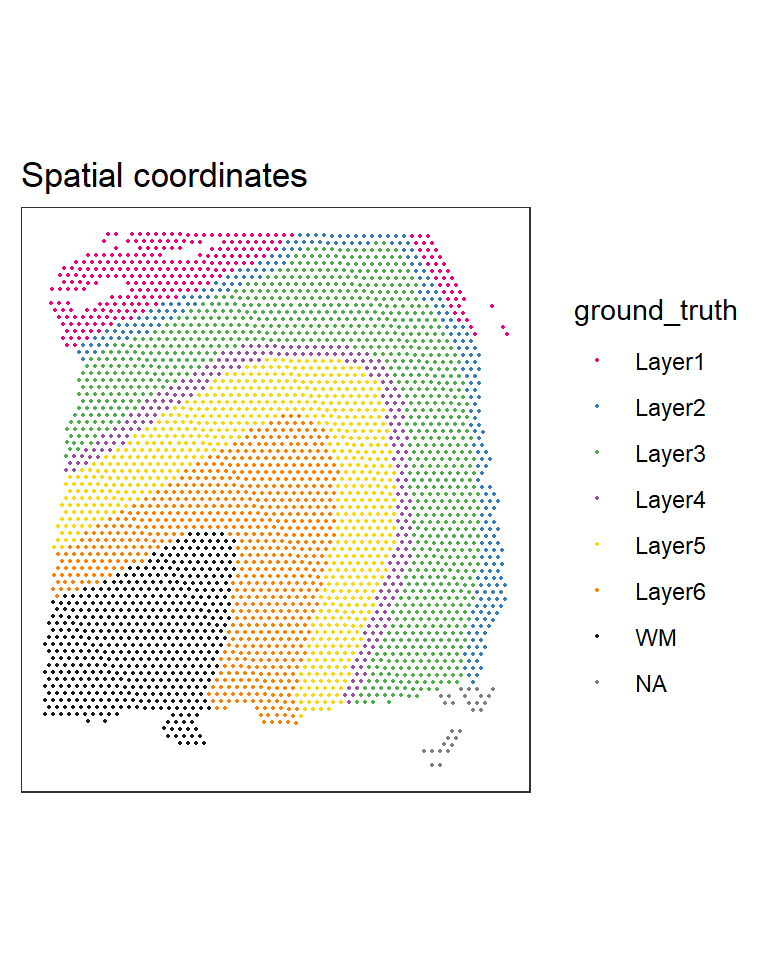 Spatial coordinates
ground_truth
Layer1
Layer2
Layer3
Layer4
Layer5
Layer6
WM
NA